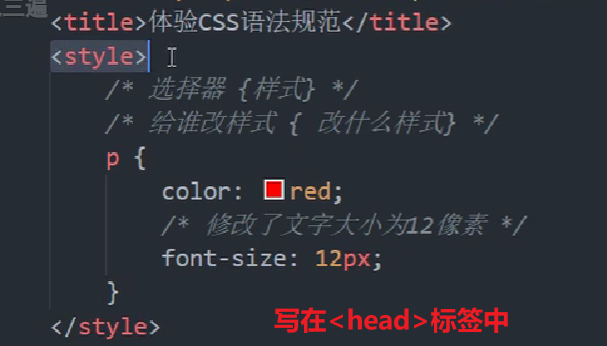 三遍
<title>体验CSS语法规范</title>
<style>
/* 选择器 {样式} */
/* 给谁改样式 { 改什么样式} */
p {
color: red;
/* 修改了文字大小为12像素 */
font-size: 12px;
}
</style>
写在<head>标签中